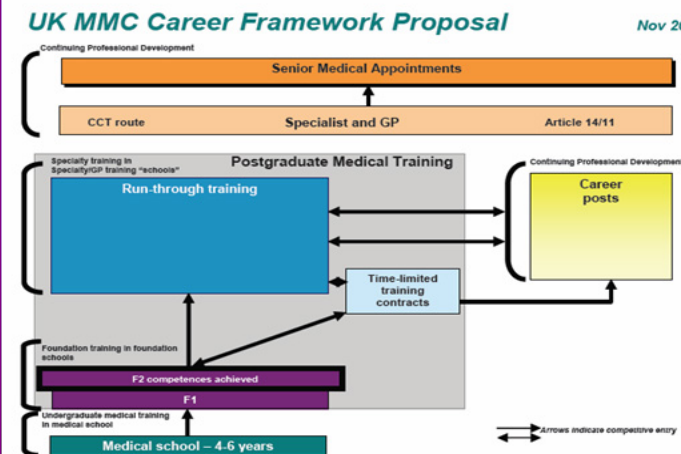 UK MMC Career Framework Proposal
Nov 20
Continuing Professional Development
Senior Medical Appointments
CCT route
Specialist and GP
Article 14/11
Specialty training in
Specialty/GP training "schools"
Postgraduate Medical Training
Continuing Professional Development
Run-through training
Career
posts
Time-limited
training
contracts
Foundation training in foundation
schools
F2 competences achieved
F1
Undergraduate medical training
in medical school
Medical school – 4-6 years
Arrows indicate competitive entry